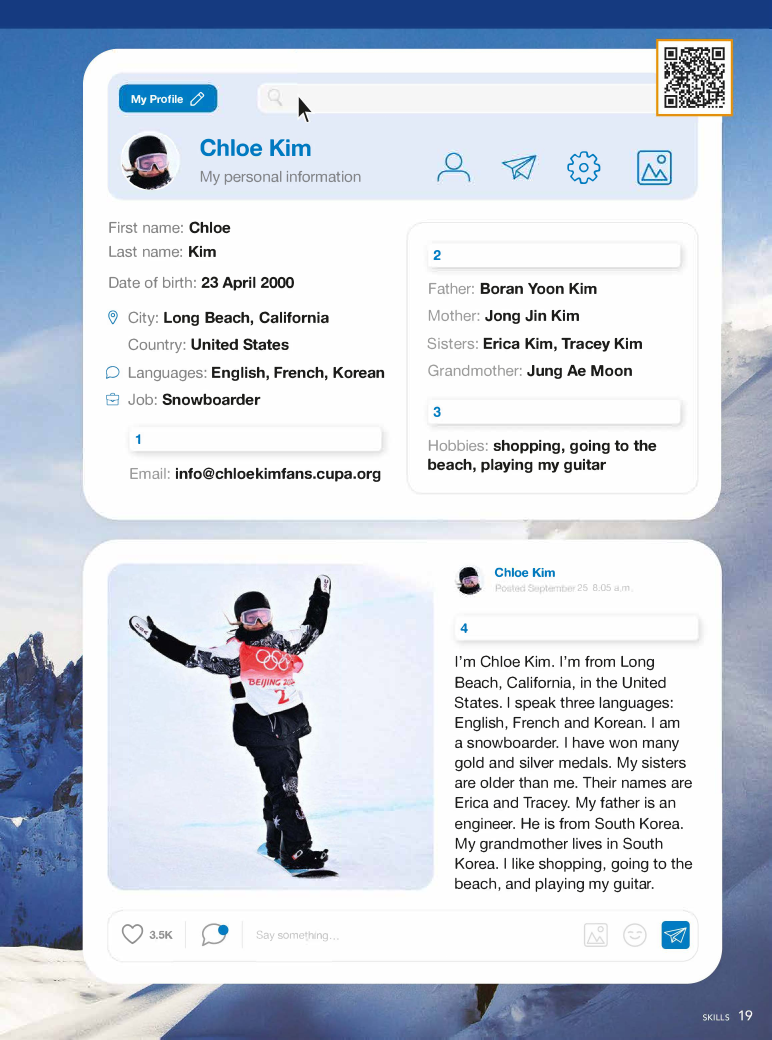 My Profile
Chloe Kim
My personal information
First name: Chloe
Last name: Kim
Date of birth: 23 April 2000
City: Long Beach, California
Country: United States
Languages: English, French, Korean
Job: Snowboarder
1
Email: info@chloekimfans.cupa.org
2
Father: Boran Yoon Kim
Mother: Jong Jin Kim
Sisters: Erica Kim, Tracey Kim
Grandmother: Jung Ae Moon
3
Hobbies: shopping, going to the
beach, playing my guitar
BEIJING 202
2
Chloe Kim
Posted September 25 8.05 a.m.
4
I'm Chloe Kim. I'm from Long
Beach, California, in the United
States. I speak three languages:
English, French and Korean. I am
a snowboarder. I have won many
gold and silver medals. My sisters
are older than me. Their names are
Erica and Tracey. My father is an
engineer. He is from South Korea.
My grandmother lives in South
Korea. I like shopping, going to the
beach, and playing my guitar.
3.5K
Say something...
SKILLS 19